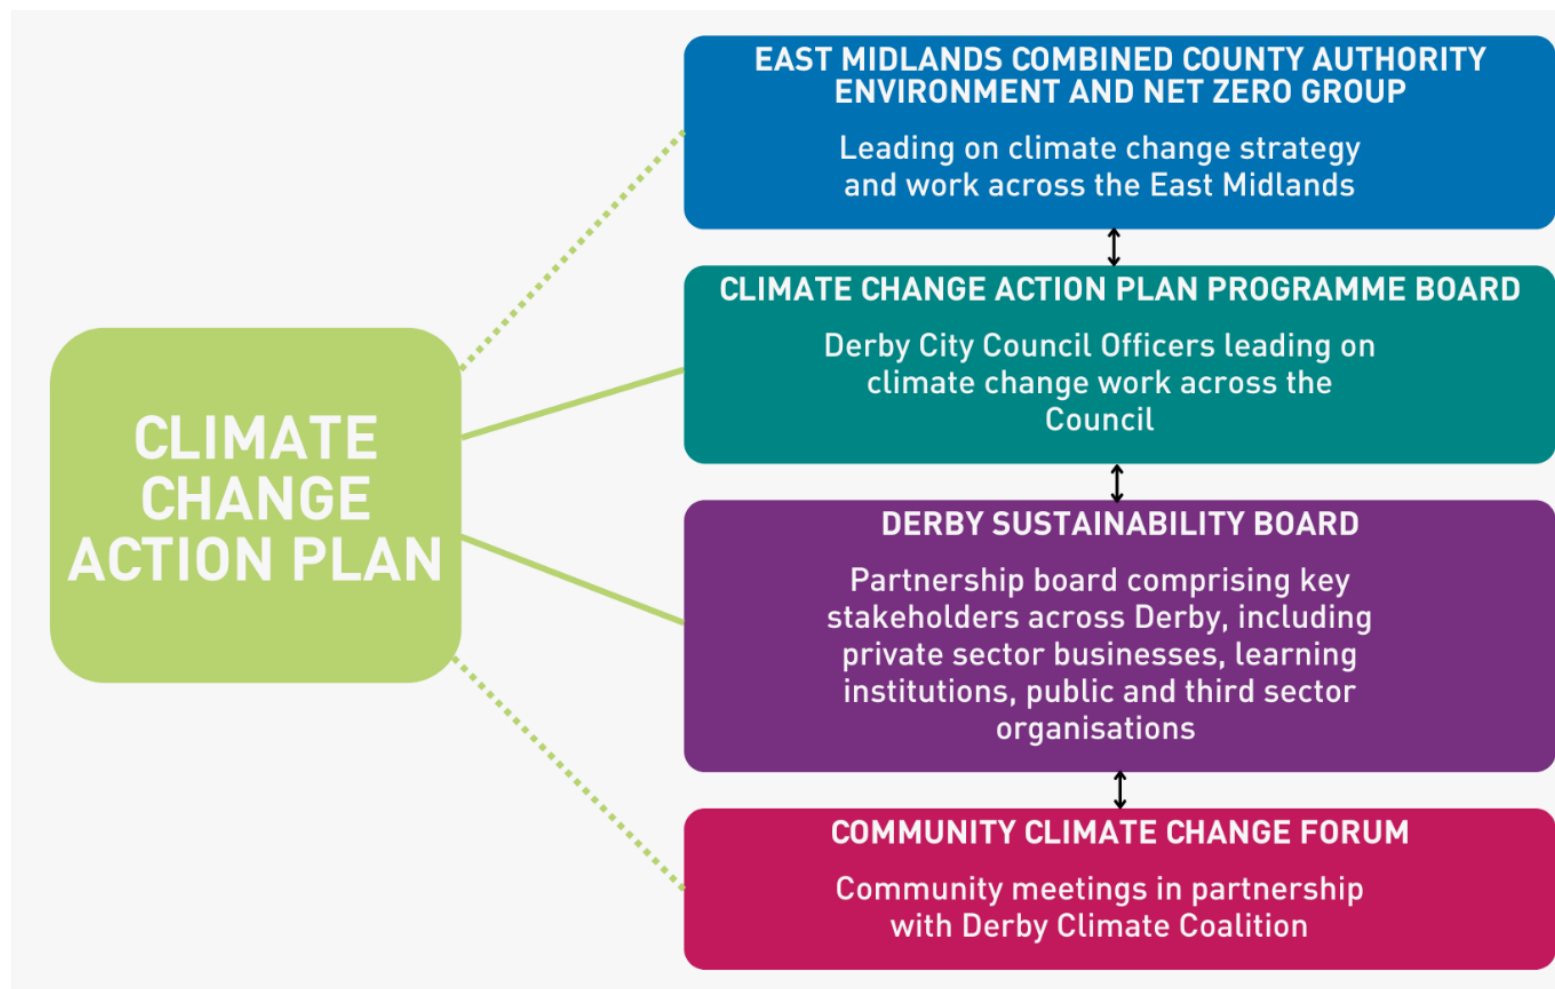 CLIMATE
CHANGE
ACTION PLAN
EAST MIDLANDS COMBINED COUNTY AUTHORITY
ENVIRONMENT AND NET ZERO GROUP
Leading on climate change strategy
and work across the East Midlands
CLIMATE CHANGE ACTION PLAN PROGRAMME BOARD
Derby City Council Officers leading on
climate change work across the
Council
DERBY SUSTAINABILITY BOARD
Partnership board comprising key
stakeholders across Derby, including
private sector businesses, learning
institutions, public and third sector
organisations
COMMUNITY CLIMATE CHANGE FORUM
Community meetings in partnership
with Derby Climate Coalition